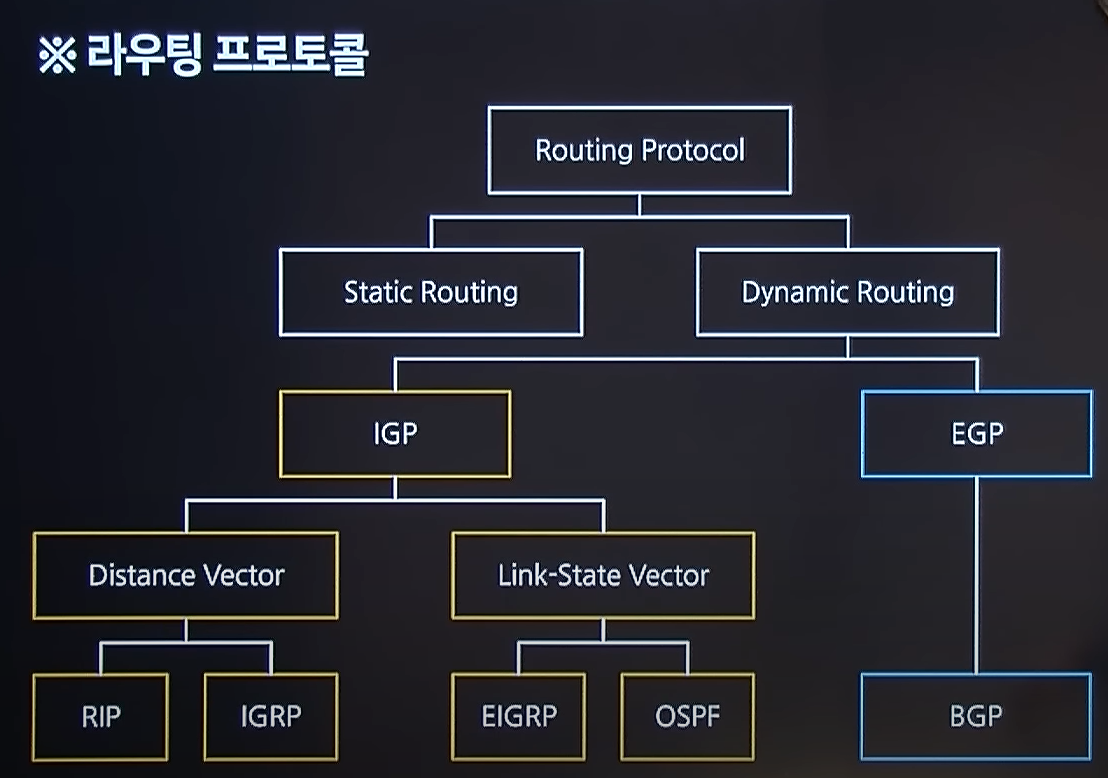 ※ 라우팅 프로토콜
Routing Protocol
Static Routing
Dynamic Routing
IGP
EGP
Distance Vector
Link-State Vector
RIP
IGRP
EIGRP
OSPF
BGP